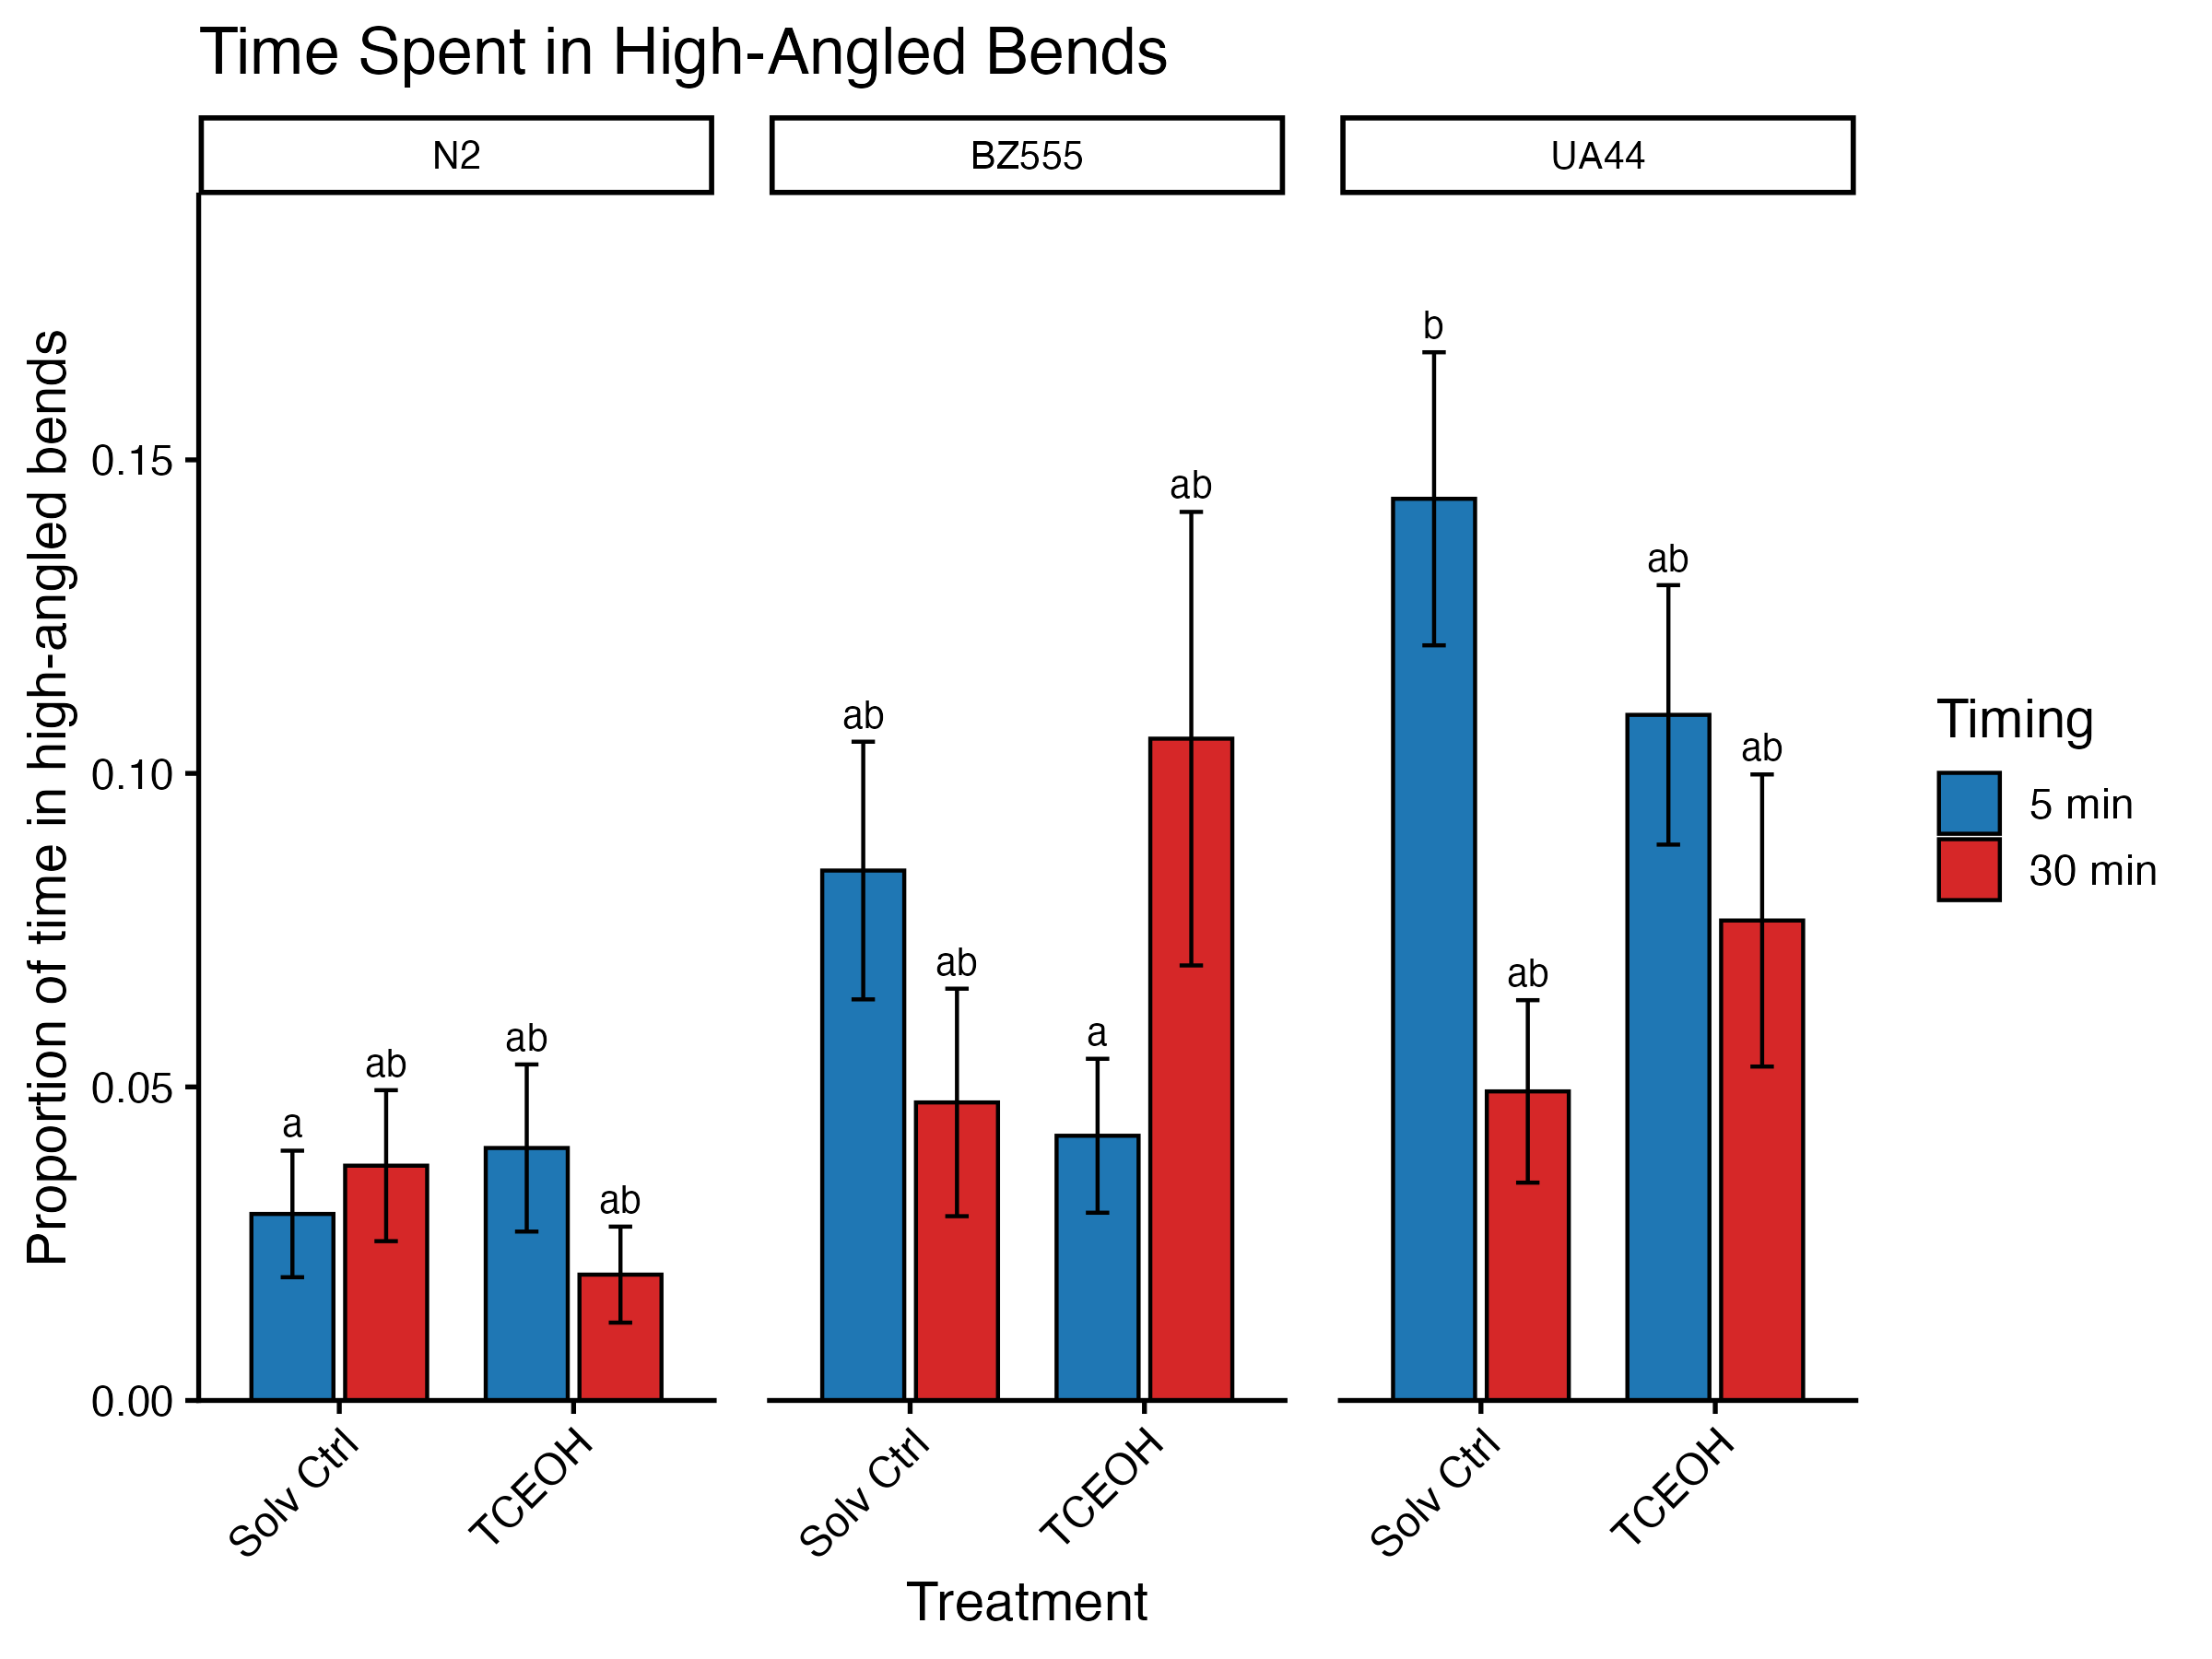 Time Spent in High-Angled Bends
N2
BZ555
UA44
Proportion of time in high-angled bends
0.15
0.10
0.05
0.00
a
ab
ab
ab
ab
ab
a
ab
b
ab
ab
ab
Solv Ctrl
TCEOH
Solv Ctrl
TCEOH
Solv Ctrl
TCEOH
Treatment
Timing
5 min
30 min